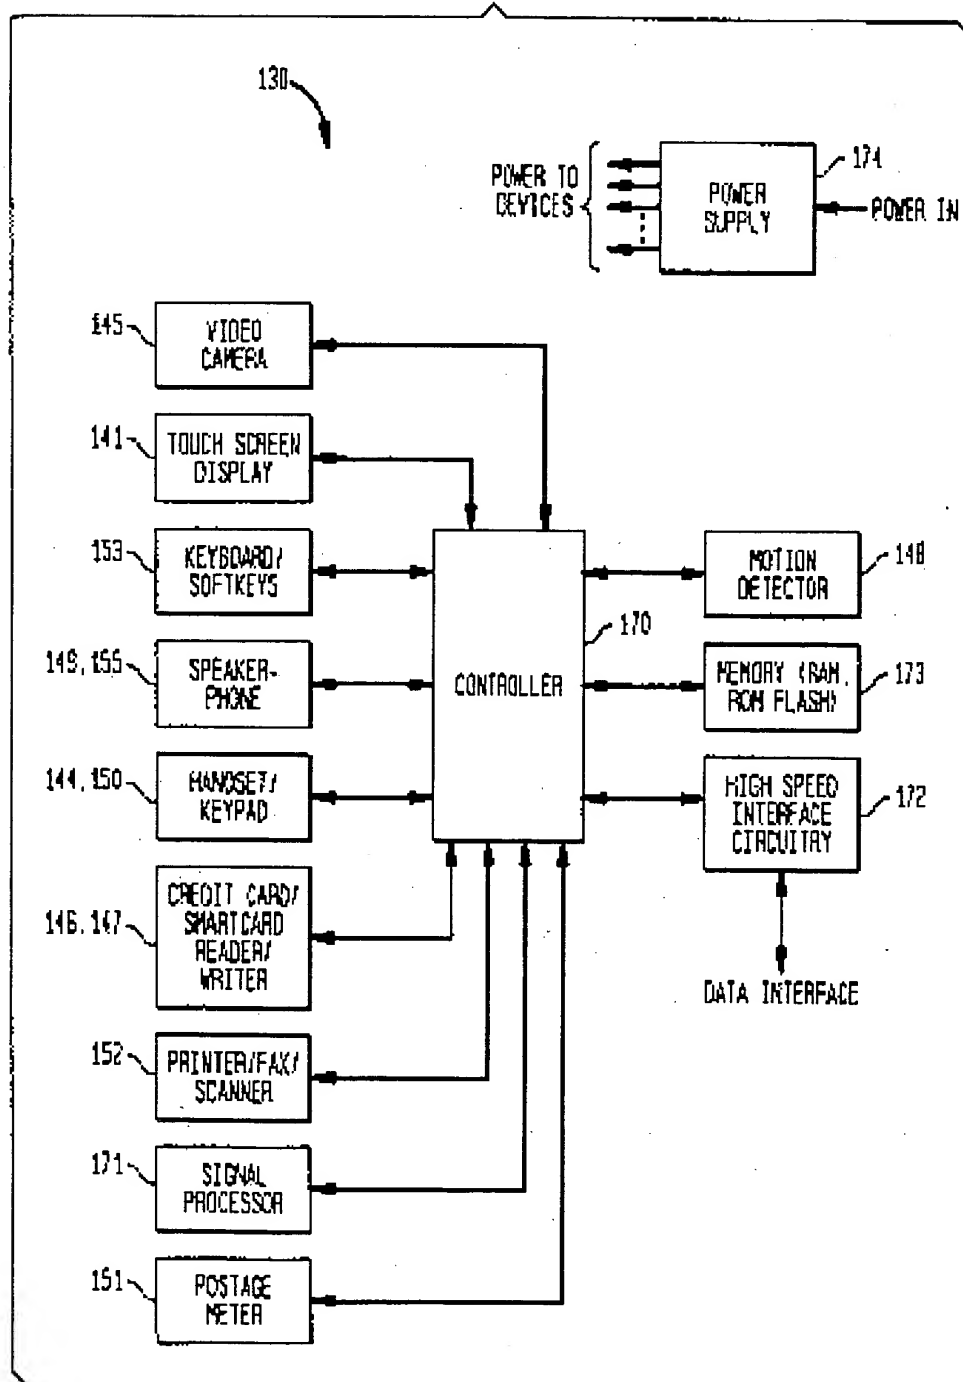 130
POWER TO
DEVICES
POWER
SUPPLY
174
POWER IN
145
VIDEO
CAMERA
141
TOUCH SCREEN
DISPLAY
153
KEYBOARD/
SOFTKEYS
149, 155
SPEAKER-
PHONE
144, 150
HANDSET/
KEYPAD
146, 147
CREDIT CARD/
SMARTCARD
READER/
WRITER
152
PRINTER/FAX/
SCANNER
171
SIGNAL
PROCESSOR
151
POSTAGE
METER
CONTROLLER
170
MOTION
DETECTOR
148
MEMORY (RAM,
ROM FLASH)
173
HIGH SPEED
INTERFACE
CIRCUITRY
172
DATA INTERFACE